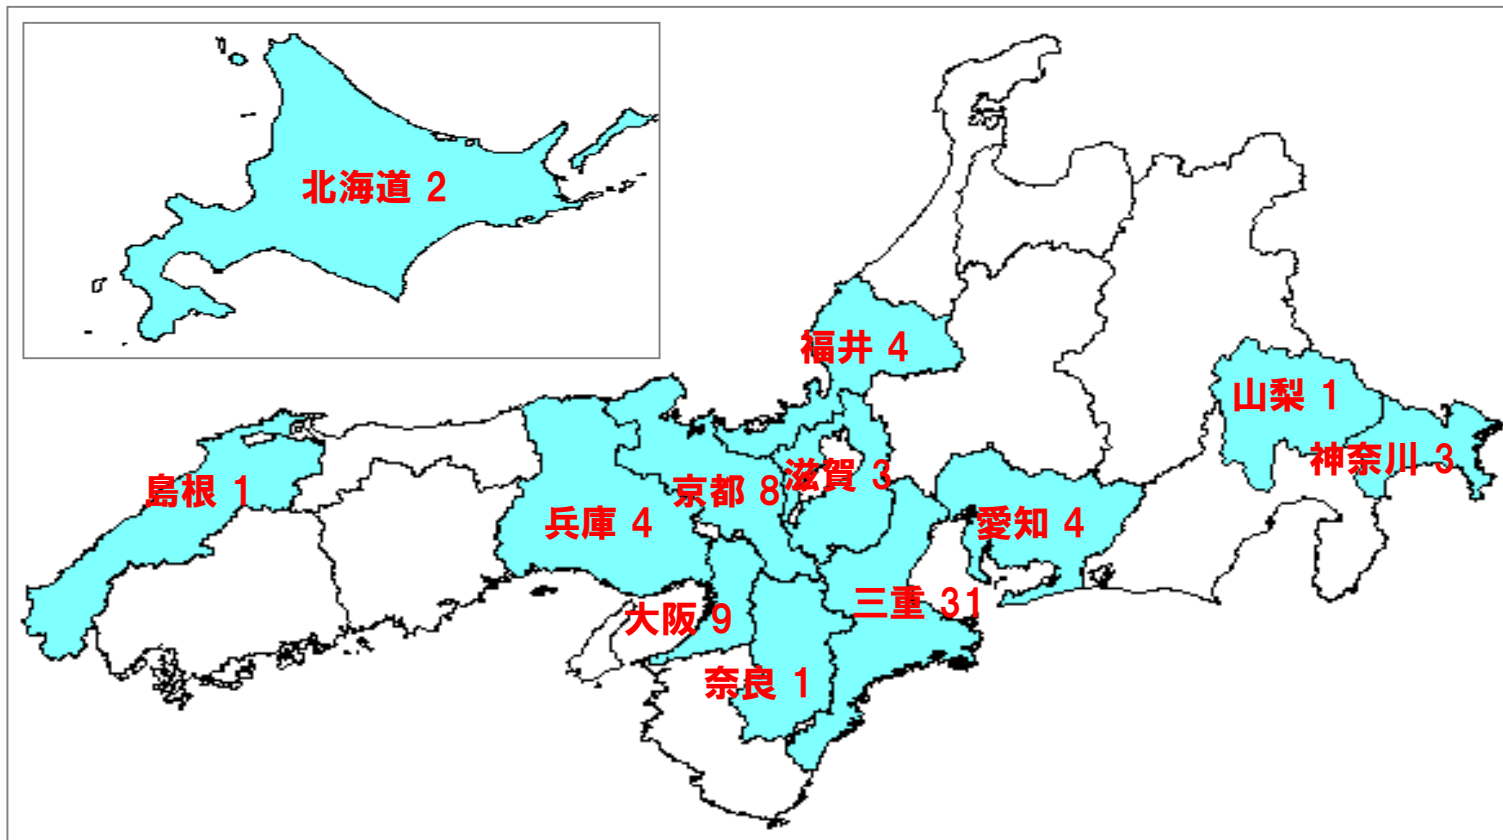 北海道 2
福井 4
山梨 1
神奈川 3
島根 1
京都 8
滋賀 3
兵庫 4
愛知 4
三重 31
大阪 9
奈良 1